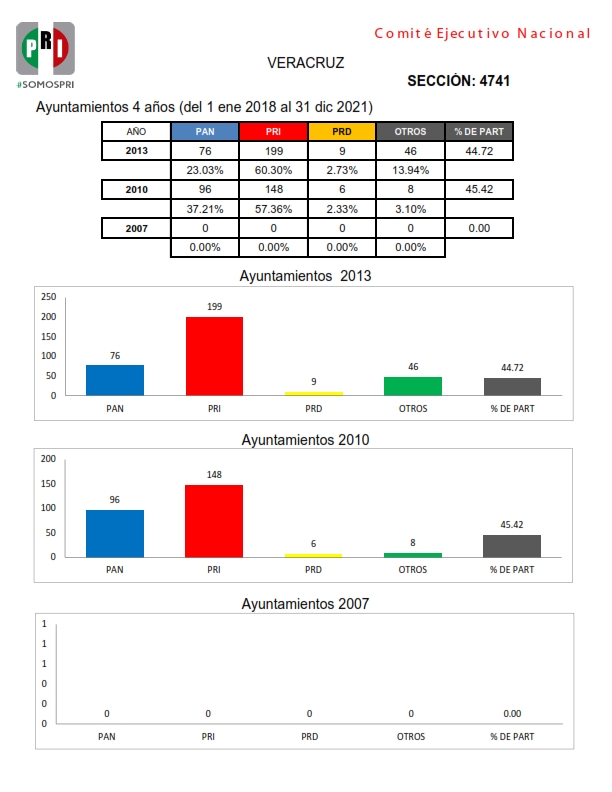 Comité Ejecutivo Nacional
PRI
#SOMOSPRI
VERACRUZ
SECCIÓN: 4741
Ayuntamientos 4 años (del 1 ene 2018 al 31 dic 2021)
AÑO PAN PRI PRD OTROS % DE PART
2013 76 199 9 46 44.72
23.03% 60.30% 2.73% 13.94%
2010 96 148 6 8 45.42
37.21% 57.36% 2.33% 3.10%
2007 0 0 0 0 0.00
0.00% 0.00% 0.00% 0.00%
Ayuntamientos 2013
250
200
150
100
50
0
76 199 9 46 44.72
PAN PRI PRD OTROS % DE PART
Ayuntamientos 2010
200
150
100
50
0
96 148 6 8 45.42
PAN PRI PRD OTROS % DE PART
Ayuntamientos 2007
1
1
1
0
0
0
0 0 0 0 0.00
PAN PRI PRD OTROS % DE PART